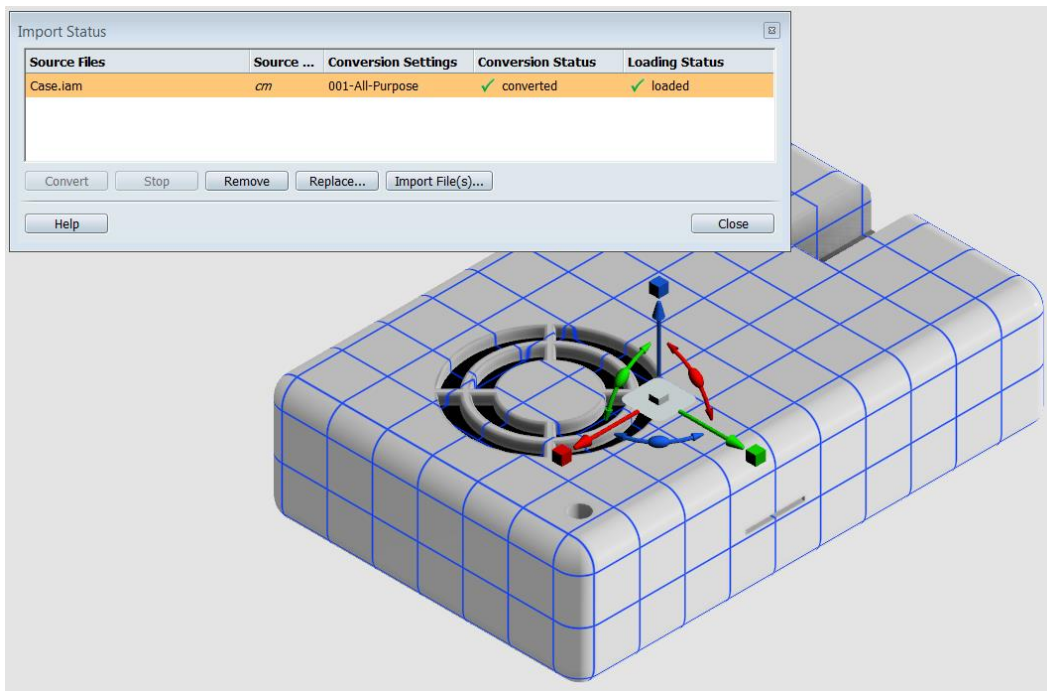 Import Status
Source Files Source ... Conversion Settings Conversion Status Loading Status
Case.iam cm 001-All-Purpose converted loaded
Convert Stop Remove Replace... Import File(s)...
Help Close